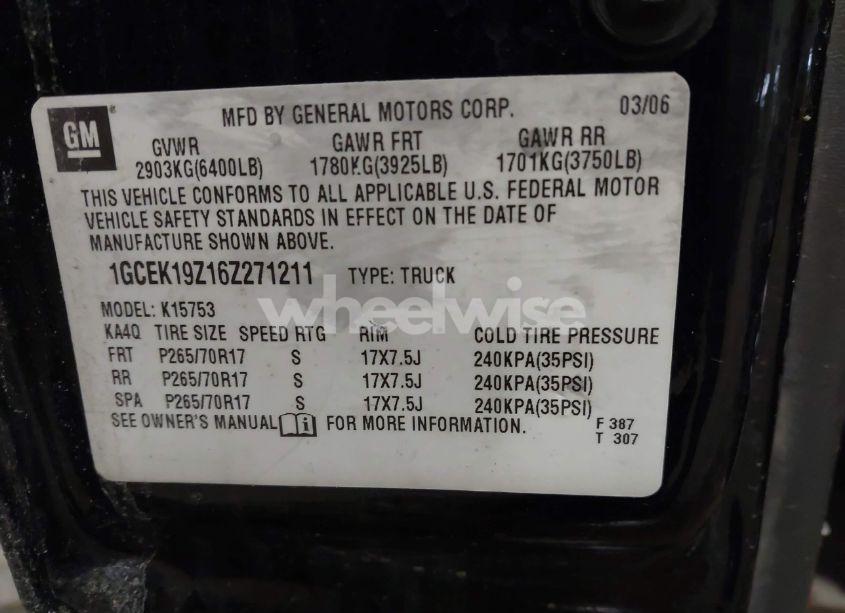 GM
MFD BY GENERAL MOTORS CORP. 03/06
GVWR GAWR FRT GAWR RR
2903KG(6400LB) 1780KG(3925LB) 1701KG(3750LB)
THIS VEHICLE CONFORMS TO ALL APPLICABLE U.S. FEDERAL MOTOR
VEHICLE SAFETY STANDARDS IN EFFECT ON THE DATE OF
MANUFACTURE SHOWN ABOVE.
1GCEK19Z16Z271211 TYPE: TRUCK
wheelwise
MODEL: K15753
KA4Q TIRE SIZE SPEED RTG RIM COLD TIRE PRESSURE
FRT P265/70R17 S 17X7.5J 240KPA(35PSI)
RR P265/70R17 S 17X7.5J 240KPA(35PSI)
SPA P265/70R17 S 17X7.5J 240KPA(35PSI)
SEE OWNER'S MANUAL i FOR MORE INFORMATION. F 387
T 307